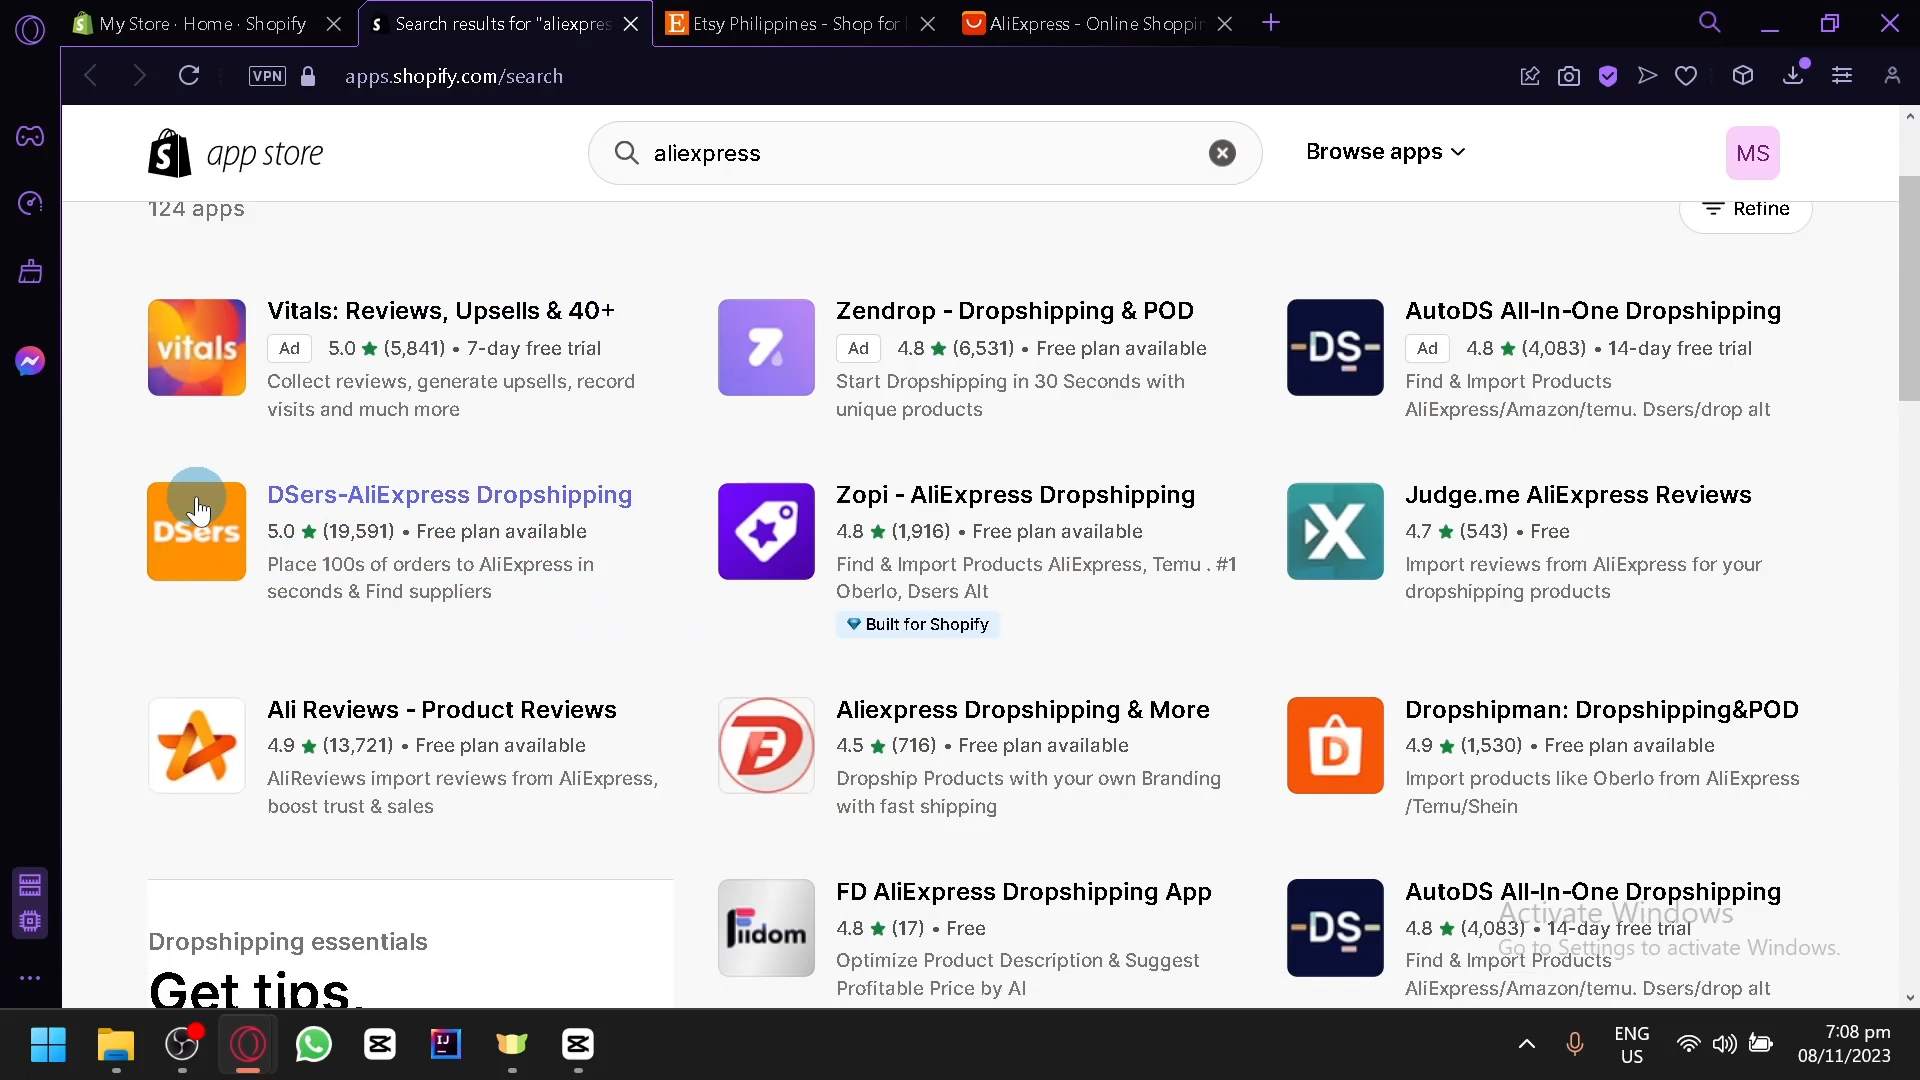 My Store · Home · Shopify
Search results for "aliexpres
Etsy Philippines - Shop for
AliExpress - Online Shoppin
VPN
apps.shopify.com/search
app store
aliexpress
Browse apps
MS
124 apps
Refine
vitals
Vitals: Reviews, Upsells & 40+
Ad 5.0 ★ (5,841) • 7-day free trial
Collect reviews, generate upsells, record
visits and much more
Zendrop - Dropshipping & POD
Ad 4.8 ★ (6,531) • Free plan available
Start Dropshipping in 30 Seconds with
unique products
-DS-
AutoDS All-In-One Dropshipping
Ad 4.8 ★ (4,083) • 14-day free trial
Find & Import Products
AliExpress/Amazon/temu. Dsers/drop alt
DSers
DSers-AliExpress Dropshipping
5.0 ★ (19,591) • Free plan available
Place 100s of orders to AliExpress in
seconds & Find suppliers
Zopi - AliExpress Dropshipping
4.8 ★ (1,916) • Free plan available
Find & Import Products AliExpress, Temu . #1
Oberlo, Dsers Alt
Built for Shopify
Judge.me AliExpress Reviews
4.7 ★ (543) • Free
Import reviews from AliExpress for your
dropshipping products
Ali Reviews - Product Reviews
4.9 ★ (13,721) • Free plan available
AliReviews import reviews from AliExpress,
boost trust & sales
Aliexpress Dropshipping & More
4.5 ★ (716) • Free plan available
Dropship Products with your own Branding
with fast shipping
D
Dropshipman: Dropshipping&POD
4.9 ★ (1,530) • Free plan available
Import products like Oberlo from AliExpress
/Temu/Shein
Dropshipping essentials
Get tips,
Fiidom
FD AliExpress Dropshipping App
4.8 ★ (17) • Free
Optimize Product Description & Suggest
Profitable Price by AI
-DS-
AutoDS All-In-One Dropshipping
4.8 ★ (4,083) • 14-day free trial
Find & Import Products
AliExpress/Amazon/temu. Dsers/drop alt
Activate Windows
Go to Settings to activate Windows.
ENG
US
7:08 pm
08/11/2023